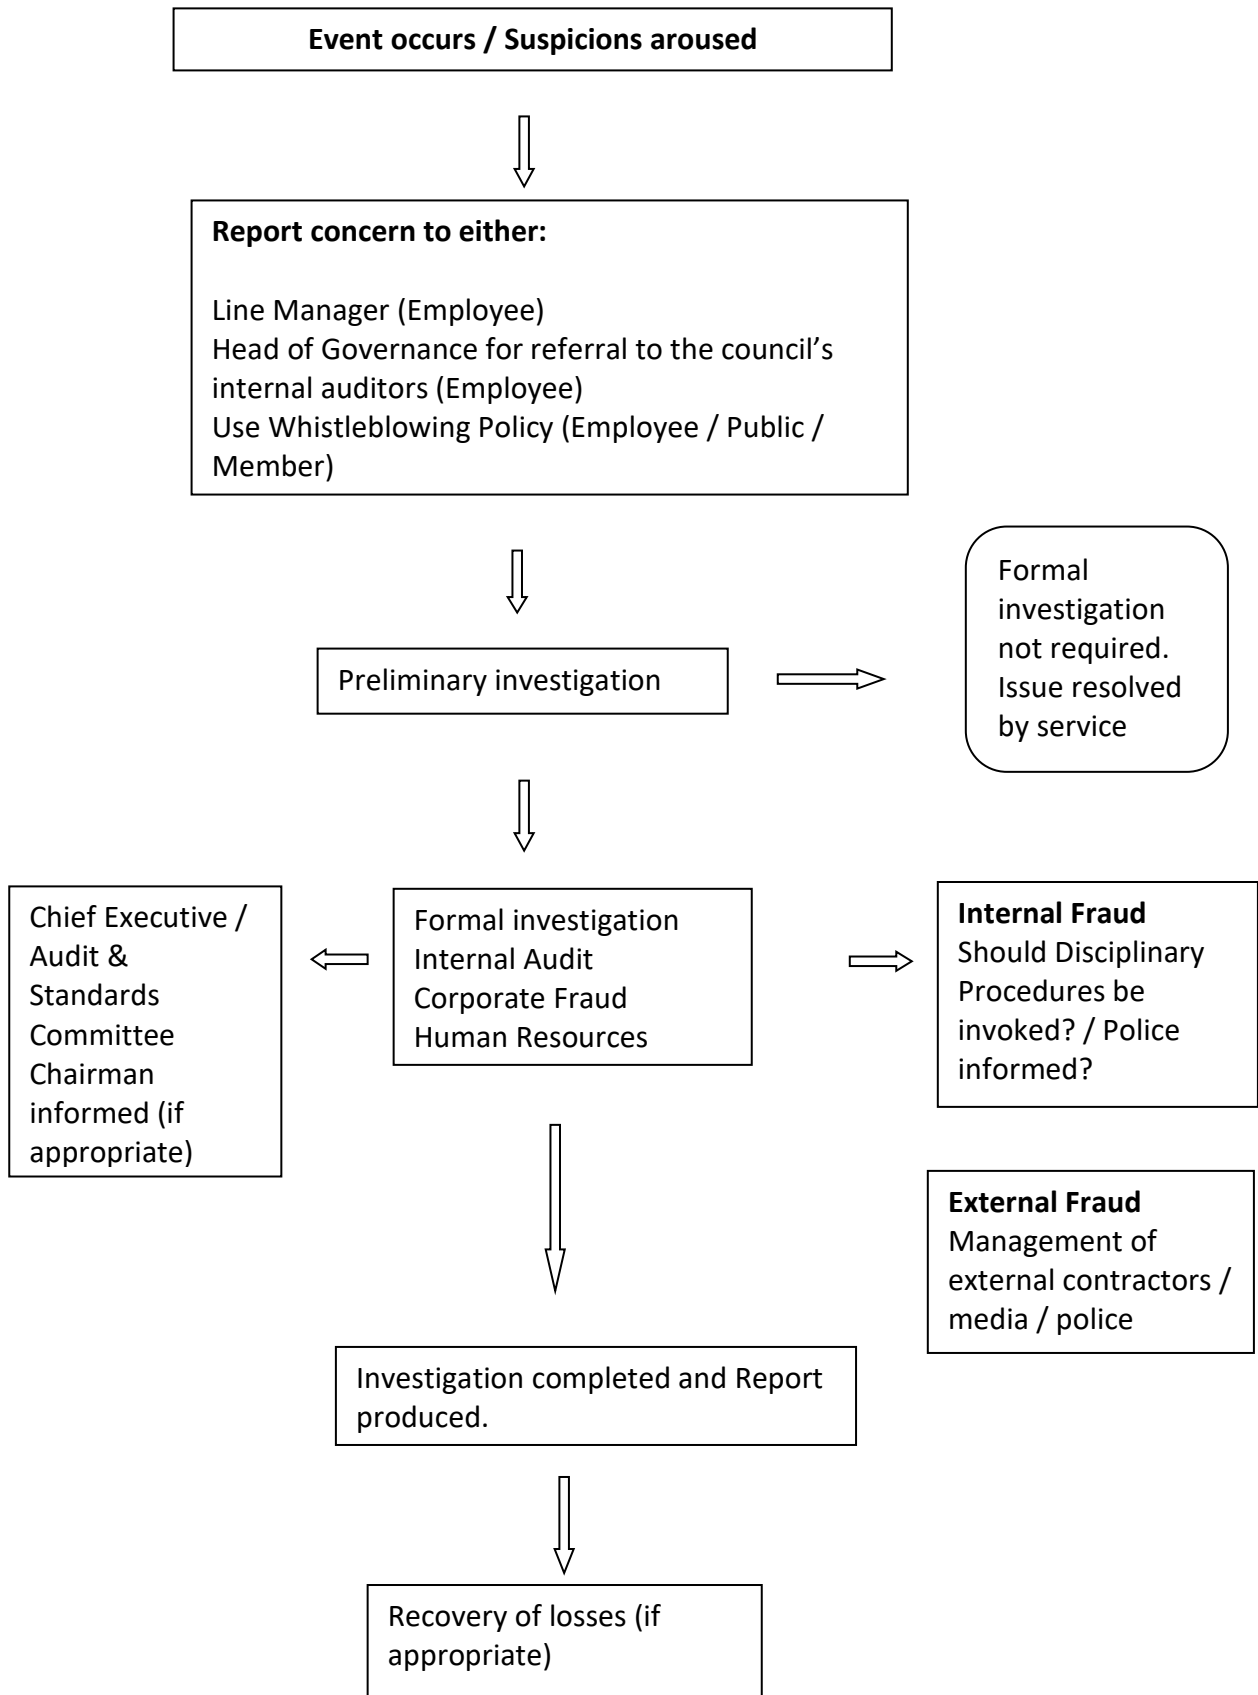 Event occurs / Suspicions aroused
Report concern to either:
Line Manager (Employee)
Head of Governance for referral to the council’s
internal auditors (Employee)
Use Whistleblowing Policy (Employee / Public /
Member)
Formal
investigation
not required.
Issue resolved
by service
Preliminary investigation
Chief Executive /
Audit &
Standards
Committee
Chairman
informed (if
appropriate)
Formal investigation
Internal Audit
Corporate Fraud
Human Resources
Internal Fraud
Should Disciplinary
Procedures be
invoked? / Police
informed?
External Fraud
Management of
external contractors /
media / police
Investigation completed and Report
produced.
Recovery of losses (if
appropriate)